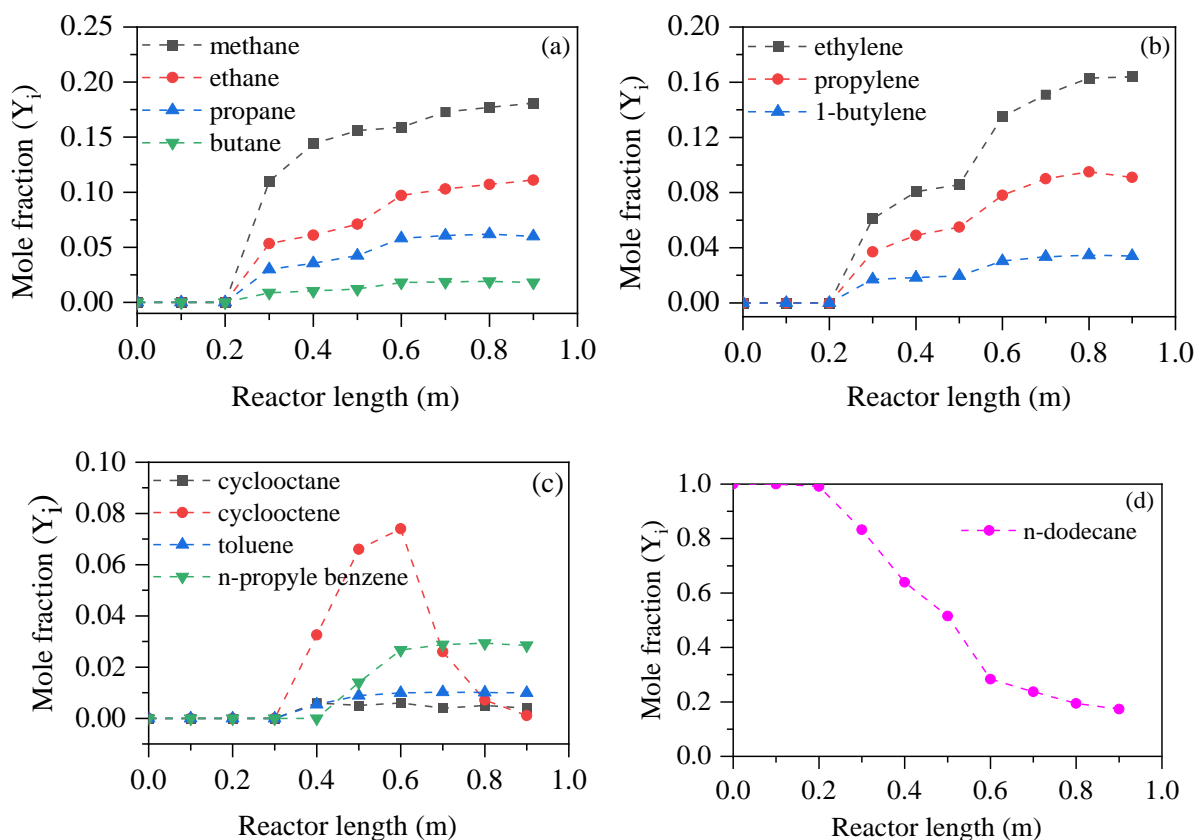 (a)
methane
ethane
propane
butane
0.25
0.20
0.15
0.10
0.05
0.00
Mole fraction (Yi)
0.0 0.2 0.4 0.6 0.8 1.0
Reactor length (m)
(b)
ethylene
propylene
1-butylene
0.20
0.16
0.12
0.08
0.04
0.00
Mole fraction (Yi)
0.0 0.2 0.4 0.6 0.8 1.0
Reactor length (m)
(c)
cyclooctane
cyclooctene
toluene
n-propyle benzene
0.10
0.08
0.06
0.04
0.02
0.00
Mole fraction (Yi)
0.0 0.2 0.4 0.6 0.8 1.0
Reactor length (m)
(d)
n-dodecane
1.0
0.8
0.6
0.4
0.2
0.0
Mole fraction (Yi)
0.0 0.2 0.4 0.6 0.8 1.0
Reactor length (m)